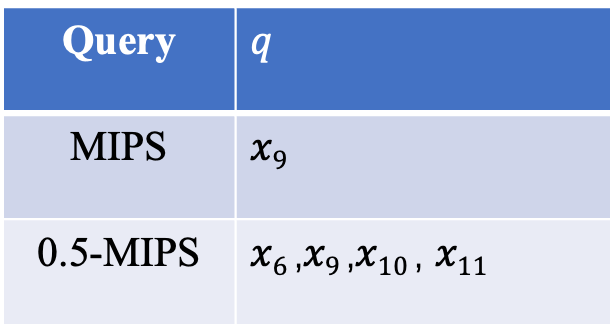 Query q
MIPS x₉
0.5-MIPS x₆ ,x₉ ,x₁₀ , x₁₁